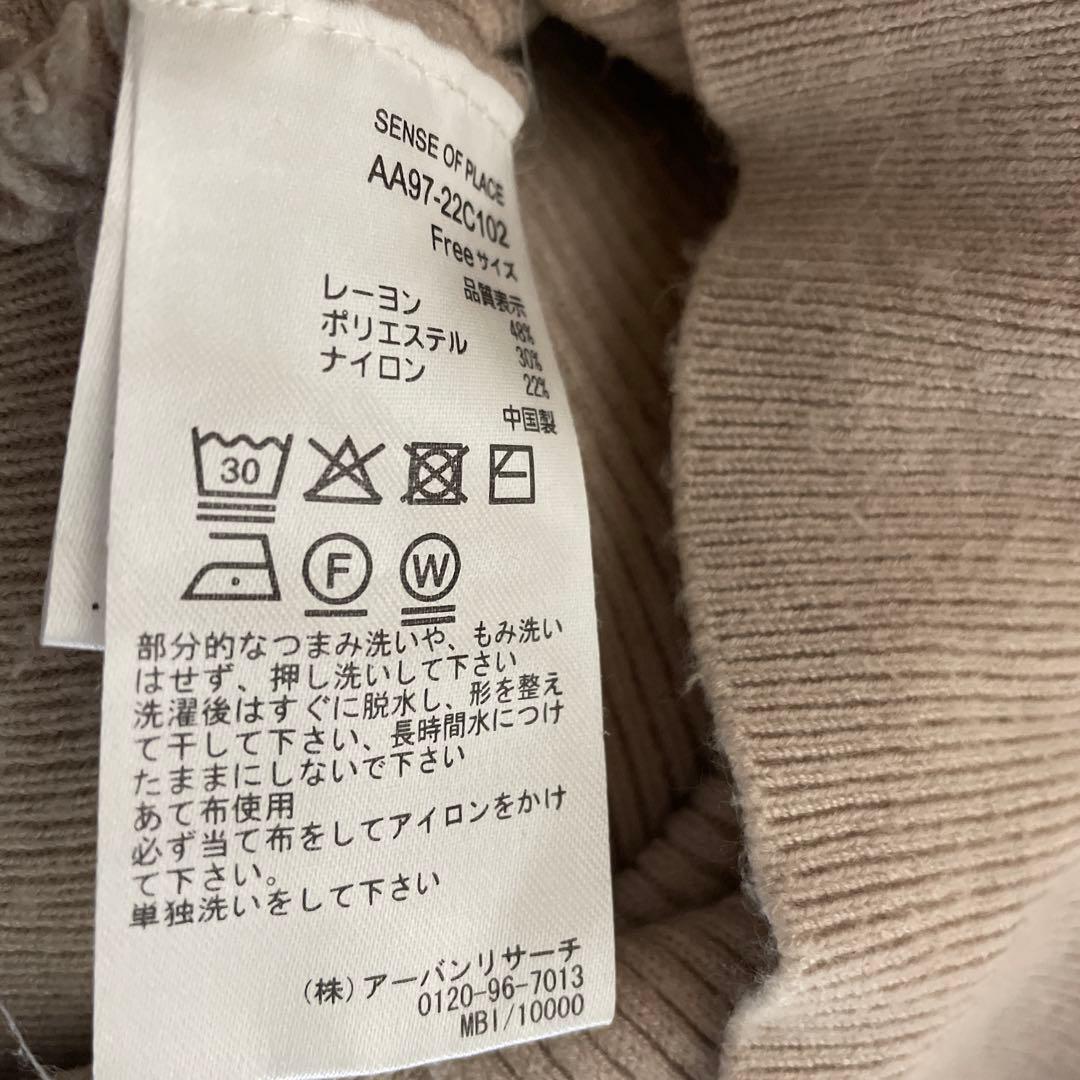 SENSE OF PLACE
AA97-22C102
Freeサイズ
品質表示
レーヨン 48%
ポリエステル 30%
ナイロン 22%
中国製
30
F W
部分的なつまみ洗いや、もみ洗い
はせず、押し洗いして下さい
洗濯後はすぐに脱水し、形を整え
て干して下さい、長時間水につけ
たままにしないで下さい
あて布使用
必ず当て布をしてアイロンをかけ
て下さい。
単独洗いをして下さい
(株)アーバンリサーチ
0120-96-7013
MBI/10000